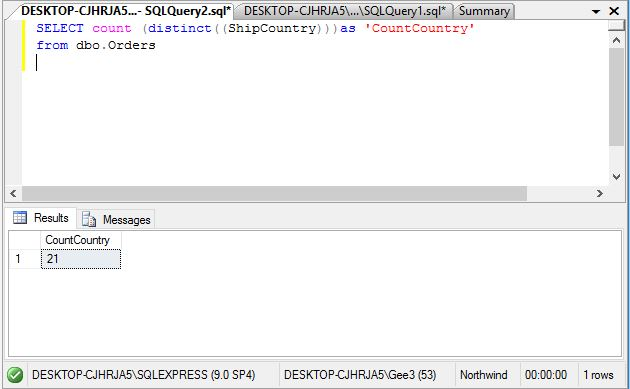 DESKTOP-CJHRJA5...- SQLQuery2.sql* DESKTOP-CJHRJA5\...\SQLQuery1.sql* Summary
SELECT count (distinct((ShipCountry)))as 'CountCountry'
from dbo.Orders
Results Messages
CountCountry
1 21
DESKTOP-CJHRJA5\SQLEXPRESS (9.0 SP4) DESKTOP-CJHRJA5\Gee3 (53) Northwind 00:00:00 1 rows